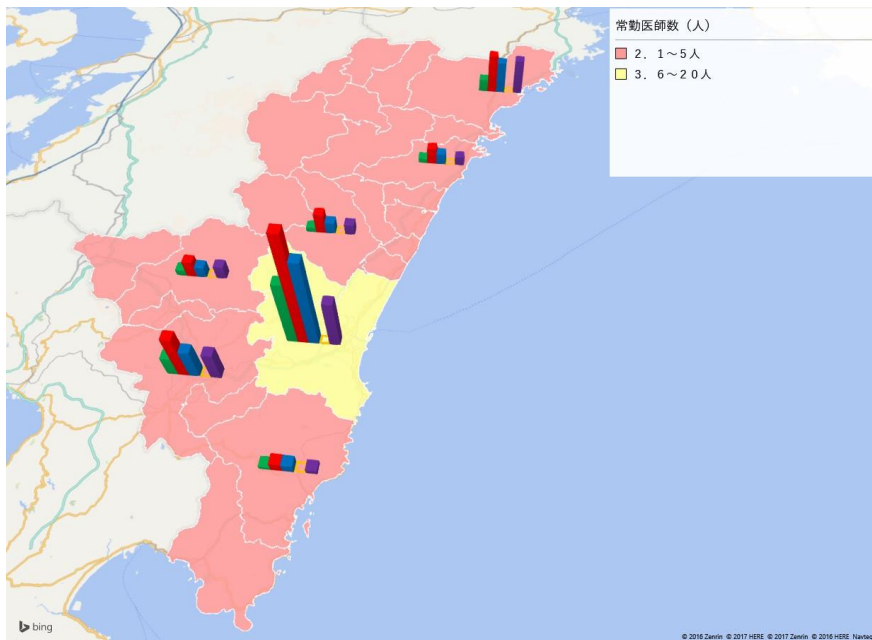 常勤医師数（人）
２．１～５人
３．６～２０人
bing
© 2016 Zenrin © 2017 HERE © 2017 Zenrin © 2016 HERE Navteq